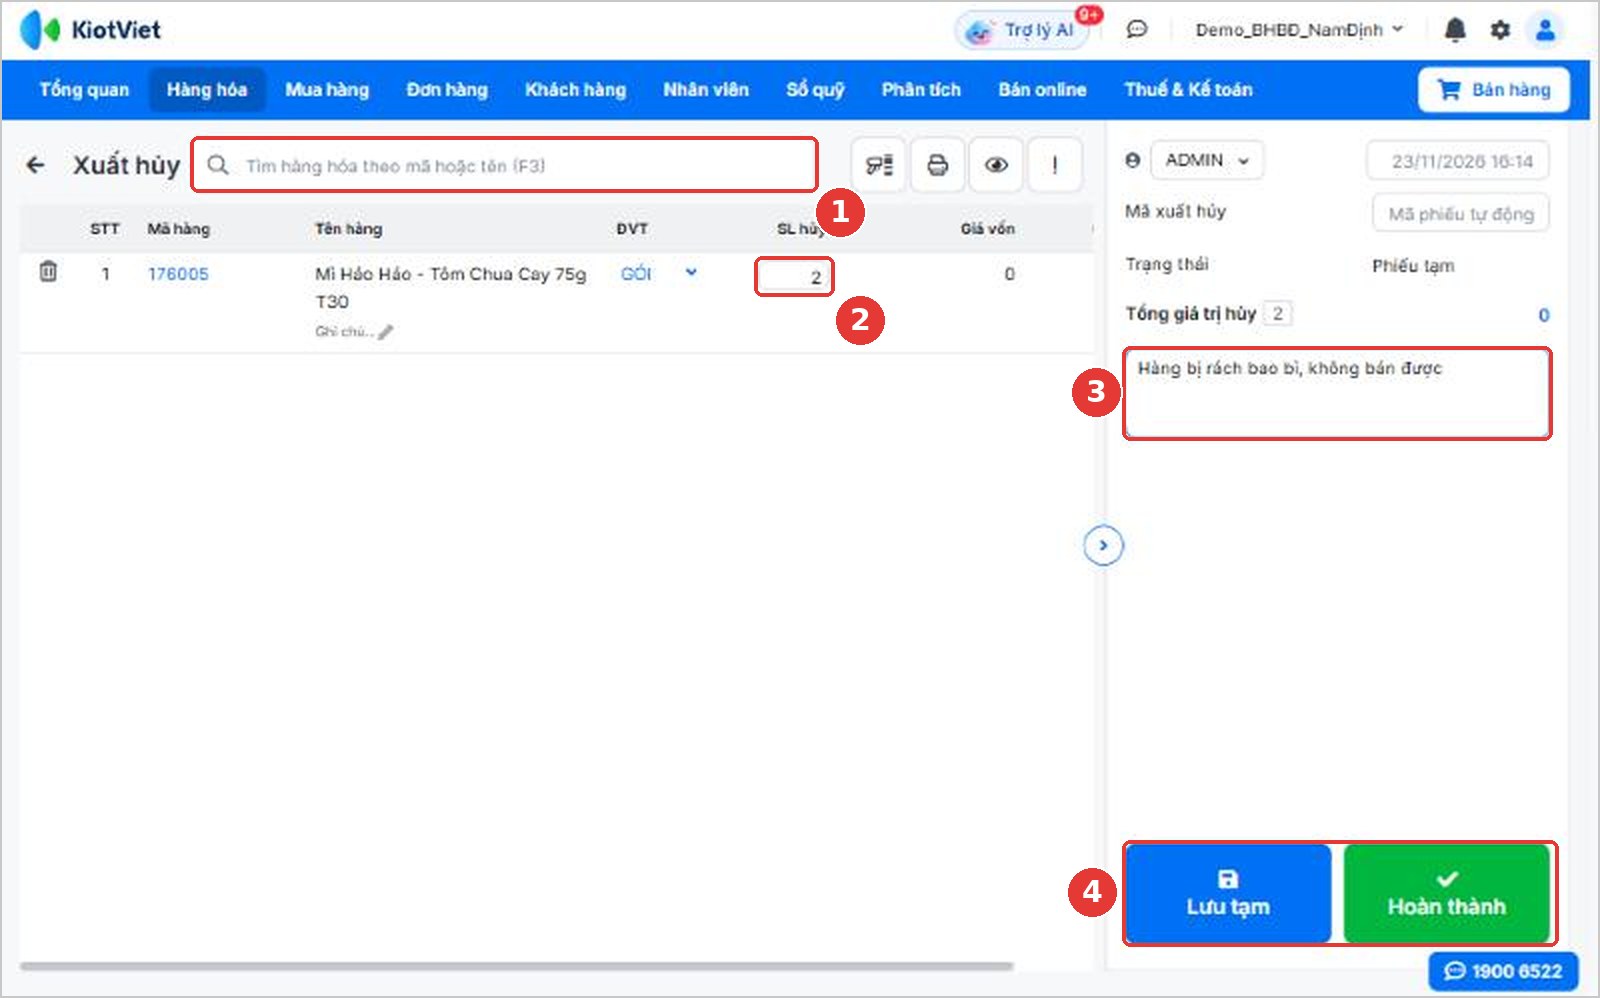 KiotViet
Trợ lý AI
9+
Demo_BHBĐ_NamĐịnh
Tổng quan
Hàng hóa
Mua hàng
Đơn hàng
Khách hàng
Nhân viên
Sổ quỹ
Phân tích
Bán online
Thuế & Kế toán
Bán hàng
Xuất hủy
Tìm hàng hóa theo mã hoặc tên (F3)
1
STT
Mã hàng
Tên hàng
ĐVT
SL hủy
Giá vốn
1
176005
Mì Hảo Hảo - Tôm Chua Cay 75g
T30
GÓI
2
0
Ghi chú...
2
ADMIN
23/11/2026 16:14
Mã xuất hủy
Mã phiếu tự động
Trạng thái
Phiếu tạm
Tổng giá trị hủy 2
0
3
Hàng bị rách bao bì, không bán được
4
Lưu tạm
Hoàn thành
1900 6522